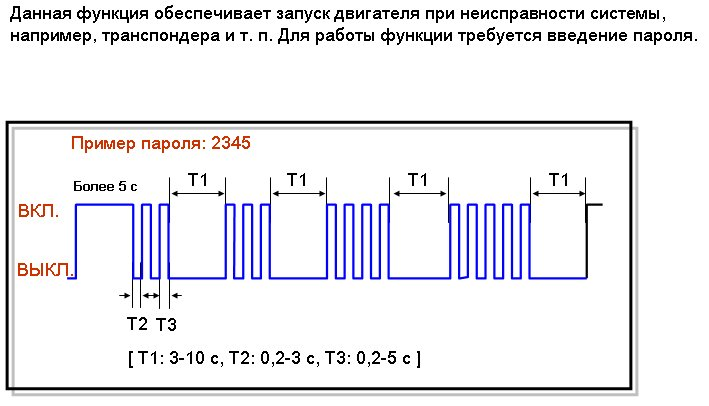 Данная функция обеспечивает запуск двигателя при неисправности системы,
например, транспондера и т. п. Для работы функции требуется введение пароля.
Пример пароля: 2345
Более 5 с
T1
T1
T1
T1
ВКЛ.
ВЫКЛ.
T2
T3
[ T1: 3-10 с, T2: 0,2-3 с, T3: 0,2-5 с ]